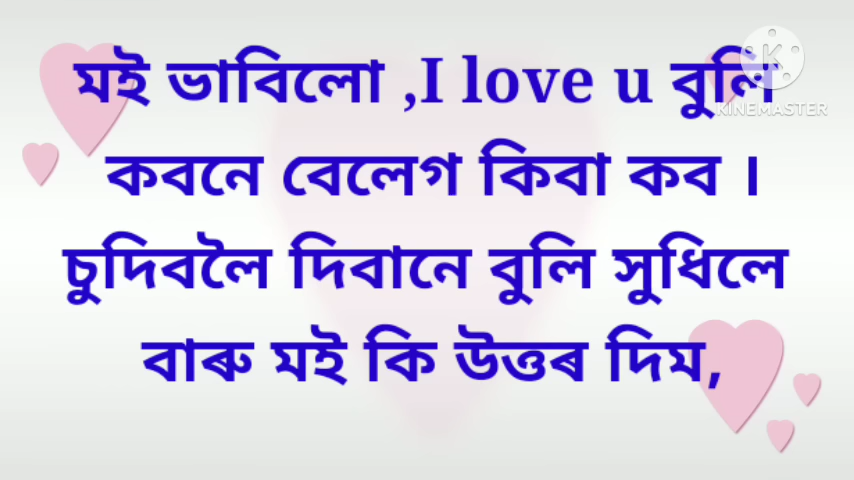 মই ভাবিলো ,I love u বুলি
কবনে বেলেগ কিবা কব ।
চুদিবলৈ দিবানে বুলি সুধিলে
বাৰু মই কি উত্তৰ দিম,
KINEMASTER